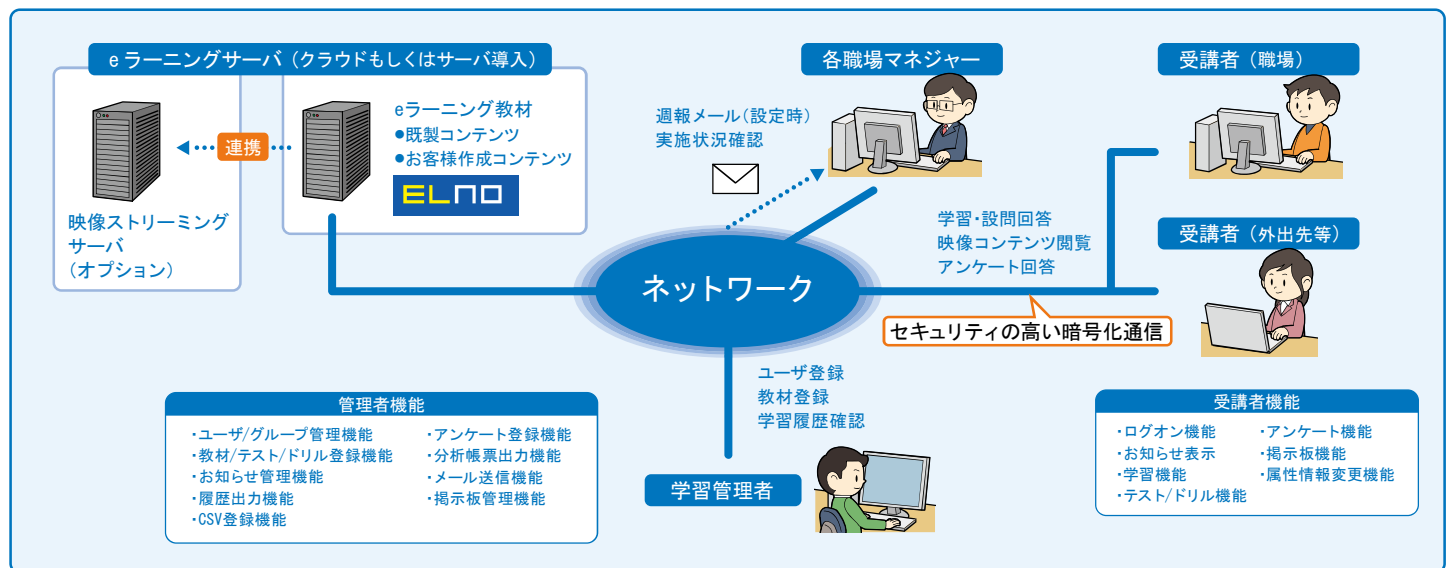 eラーニングサーバ（クラウドもしくはサーバ導入）
連携
映像ストリーミング
サーバ
（オプション）
eラーニング教材
●既製コンテンツ
●お客様作成コンテンツ
ELNO
各職場マネジャー
週報メール（設定時）
実施状況確認
受講者（職場）
学習・設問回答
映像コンテンツ閲覧
アンケート回答
受講者（外出先等）
ネットワーク
セキュリティの高い暗号化通信
ユーザ登録
教材登録
学習履歴確認
学習管理者
管理者機能
・ユーザ/グループ管理機能
・教材/テスト/ドリル登録機能
・お知らせ管理機能
・履歴出力機能
・CSV登録機能
・アンケート登録機能
・分析帳票出力機能
・メール送信機能
・掲示板管理機能
受講者機能
・ログオン機能
・お知らせ表示
・学習機能
・テスト/ドリル機能
・アンケート機能
・掲示板機能
・属性情報変更機能